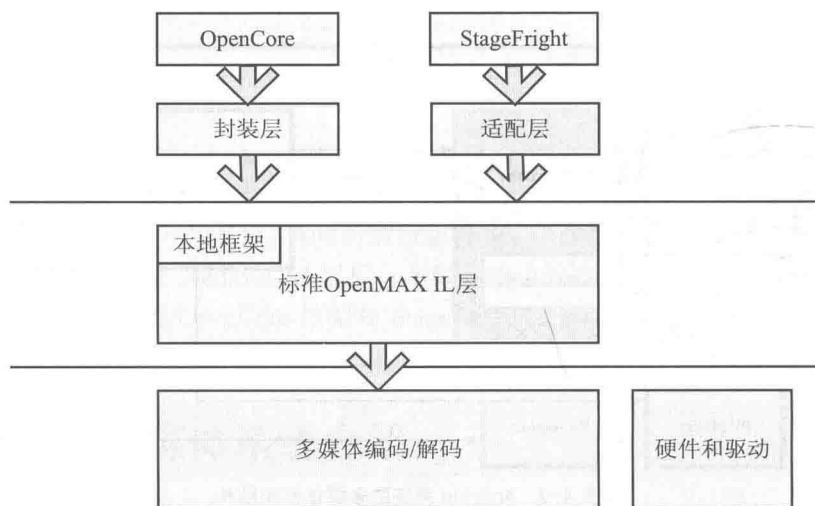 OpenCore
StageFright
封装层
适配层
本地框架
标准OpenMAX IL层
多媒体编码/解码
硬件和驱动